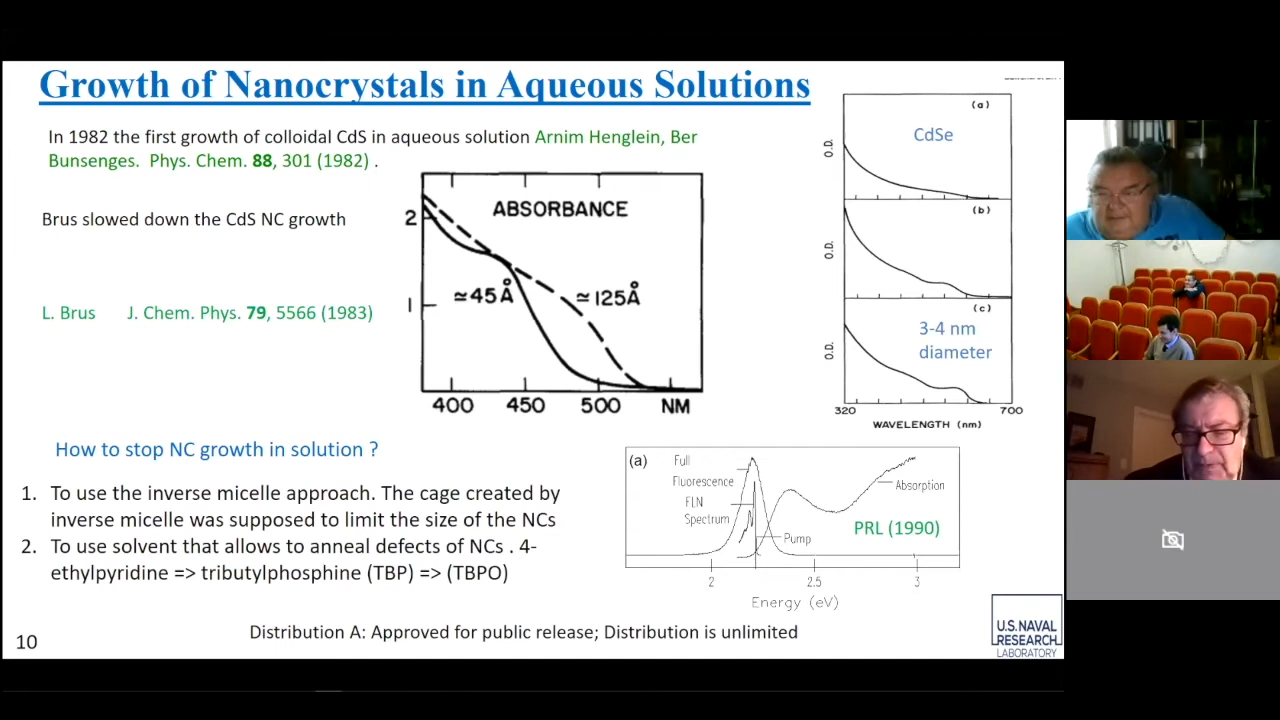 Growth of Nanocrystals in Aqueous Solutions
In 1982 the first growth of colloidal CdS in aqueous solution Arnim Henglein, Ber
Bunsenges. Phys. Chem. 88, 301 (1982) .
Brus slowed down the CdS NC growth
L. Brus J. Chem. Phys. 79, 5566 (1983)
ABSORBANCE
2
1
≃45Å
≃125Å
400 450 500 NM
(a)
CdSe
O.D.
(b)
O.D.
(c)
3-4 nm
diameter
O.D.
320 700
WAVELENGTH (nm)
How to stop NC growth in solution ?
1. To use the inverse micelle approach. The cage created by
inverse micelle was supposed to limit the size of the NCs
2. To use solvent that allows to anneal defects of NCs . 4-
ethylpyridine => tributylphosphine (TBP) => (TBPO)
(a)
Full
Fluorescence
FLN
Spectrum
Pump
Absorption
PRL (1990)
2 2.5 3
Energy (eV)
Distribution A: Approved for public release; Distribution is unlimited
10
U.S. NAVAL
RESEARCH
LABORATORY